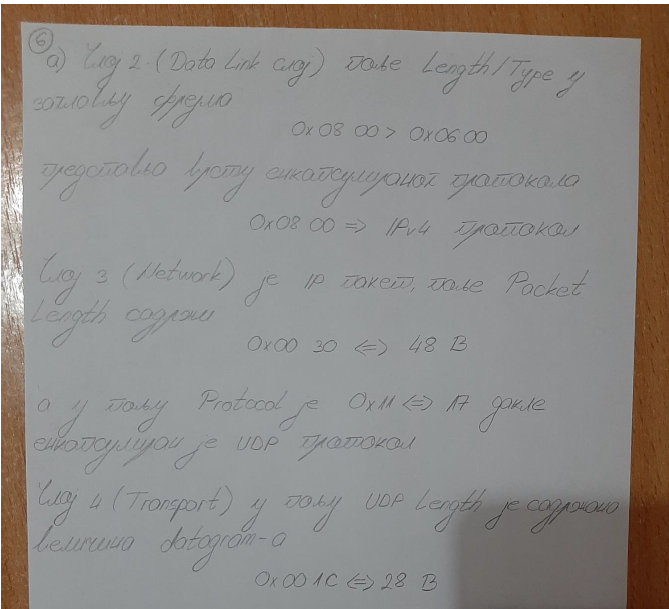 6
а) Слој 2 (Data Link слој) поље Length/Type у
заглављу фрејма
0x08 00 > 0x06 00
представља врсту енкапсулираног протокола
0x08 00 => IPv4 протокол
Слој 3 (Network) је IP пакет, поље Packet
Length садржи
0x00 30 <=> 48 B
а у пољу Protocol је 0x11 <=> 17 дакле
енкапсулиран је UDP протокол
Слој 4 (Transport) у пољу UDP Length је садржана
величина datagram-а
0x00 1C <=> 28 B